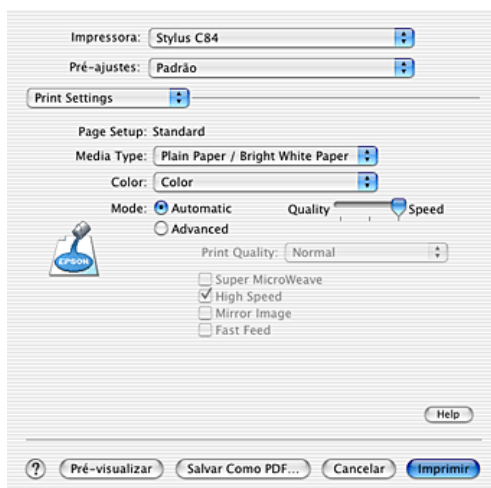 Impressora: Stylus C84
Pré-ajustes: Padrão
Print Settings
Page Setup: Standard
Media Type: Plain Paper / Bright White Paper
Color: Color
Mode: Automatic Quality Speed
Advanced
Print Quality: Normal
EPSON
Super MicroWeave
High Speed
Mirror Image
Fast Feed
Help
? Pré-visualizar Salvar Como PDF... Cancelar Imprimir